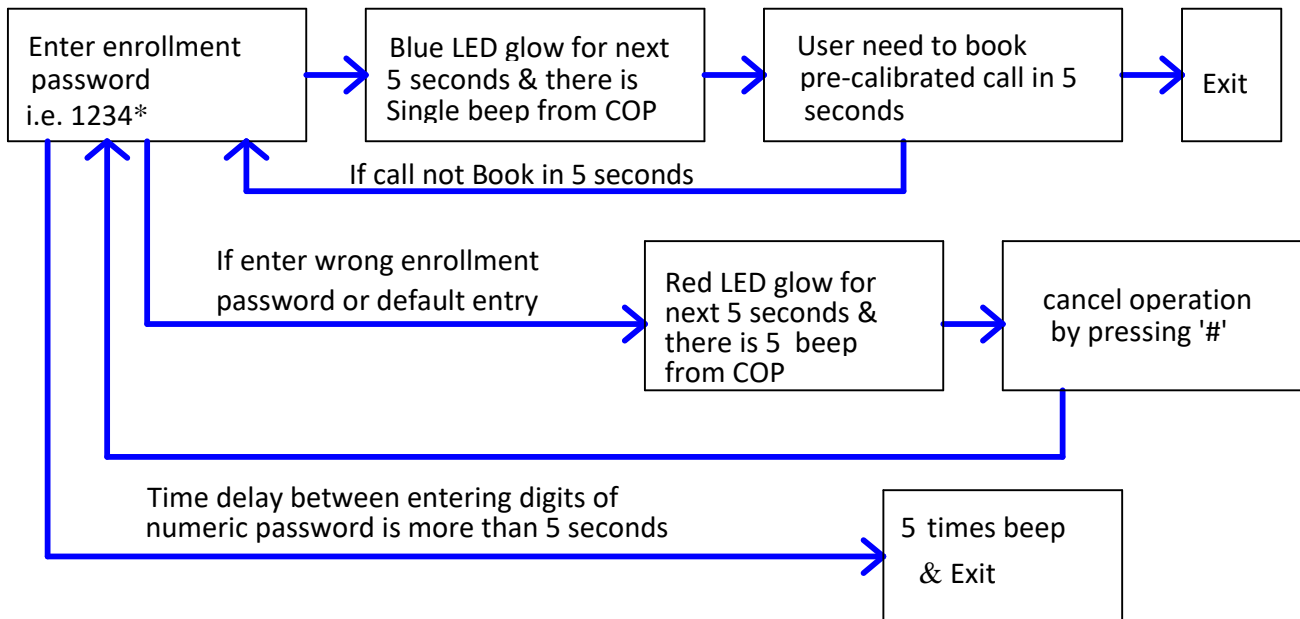 Enter enrollment
password
i.e. 1234*
Blue LED glow for next
5 seconds & there is
Single beep from COP
User need to book
pre-calibrated call in 5
seconds
Exit
If call not Book in 5 seconds
If enter wrong enrollment
password or default entry
Red LED glow for
next 5 seconds &
there is 5 beep
from COP
cancel operation
by pressing '#'
Time delay between entering digits of
numeric password is more than 5 seconds
5 times beep
& Exit